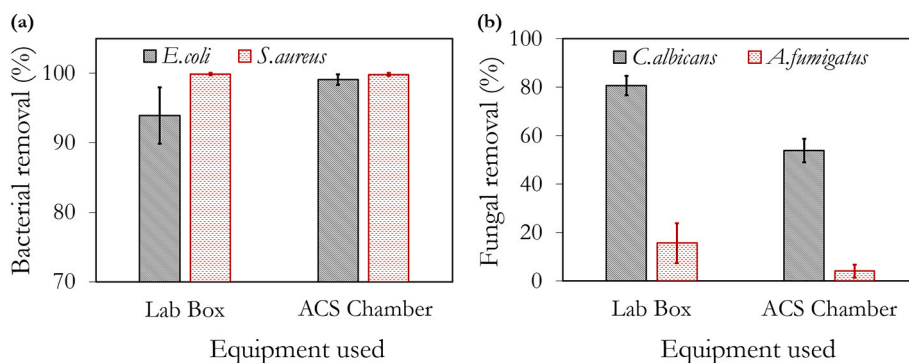 (a)
E.coli S.aureus
Bacterial removal (%)
100
90
80
70
Lab Box ACS Chamber
Equipment used
(b)
C.albicans A.fumigatus
Fungal removal (%)
100
80
60
40
20
0
Lab Box ACS Chamber
Equipment used